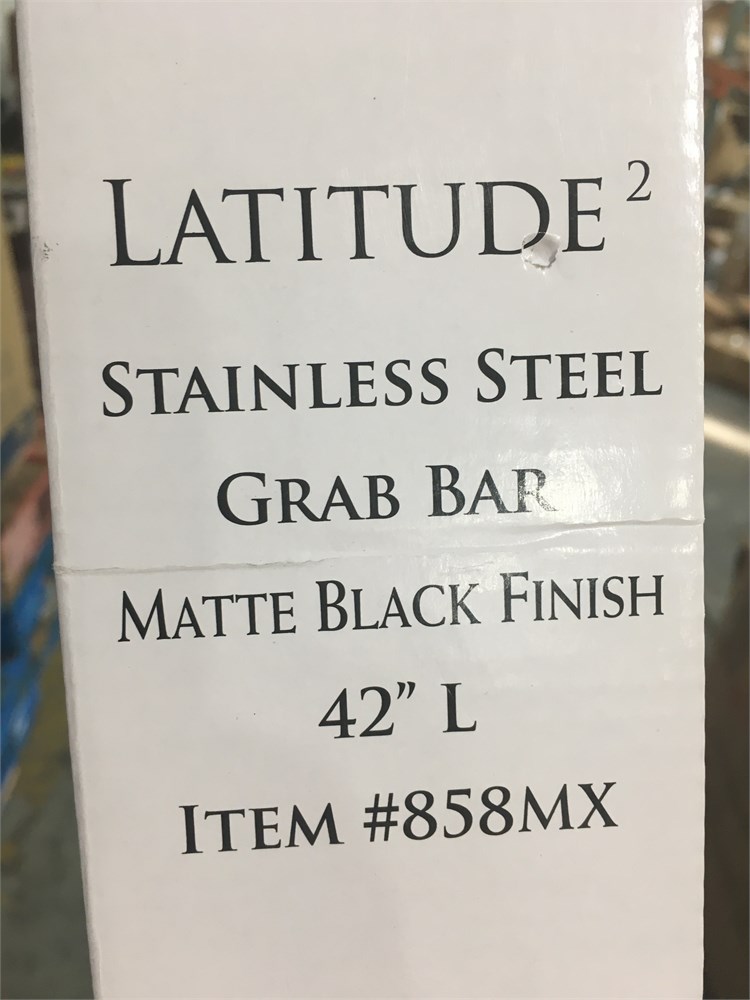 LATITUDE²
STAINLESS STEEL
GRAB BAR
MATTE BLACK FINISH
42” L
ITEM #858MX